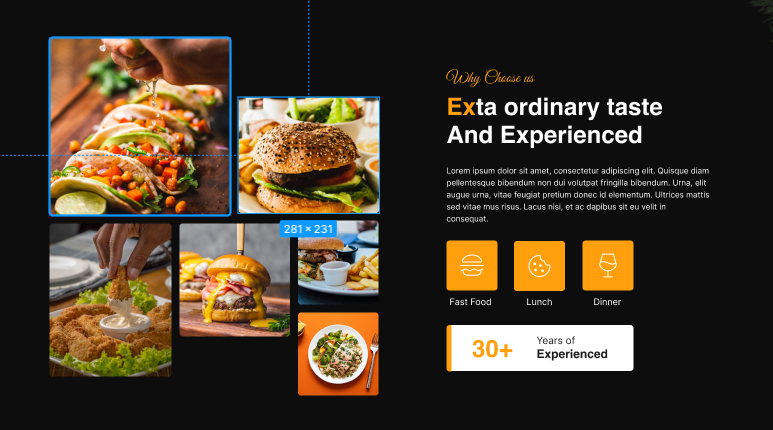 Why Choose us
Exta ordinary taste
And Experienced
Lorem ipsum dolor sit amet, consectetur adipiscing elit. Quisque diam
pellentesque bibendum non dui volutpat fringilla bibendum. Urna, elit
augue urna, vitae feugiat pretium donec id elementum. Ultrices mattis
sed vitae mus risus. Lacus nisi, et ac dapibus sit eu velit in
consequat.
281 × 231
Fast Food
Lunch
Dinner
30+
Years of
Experienced